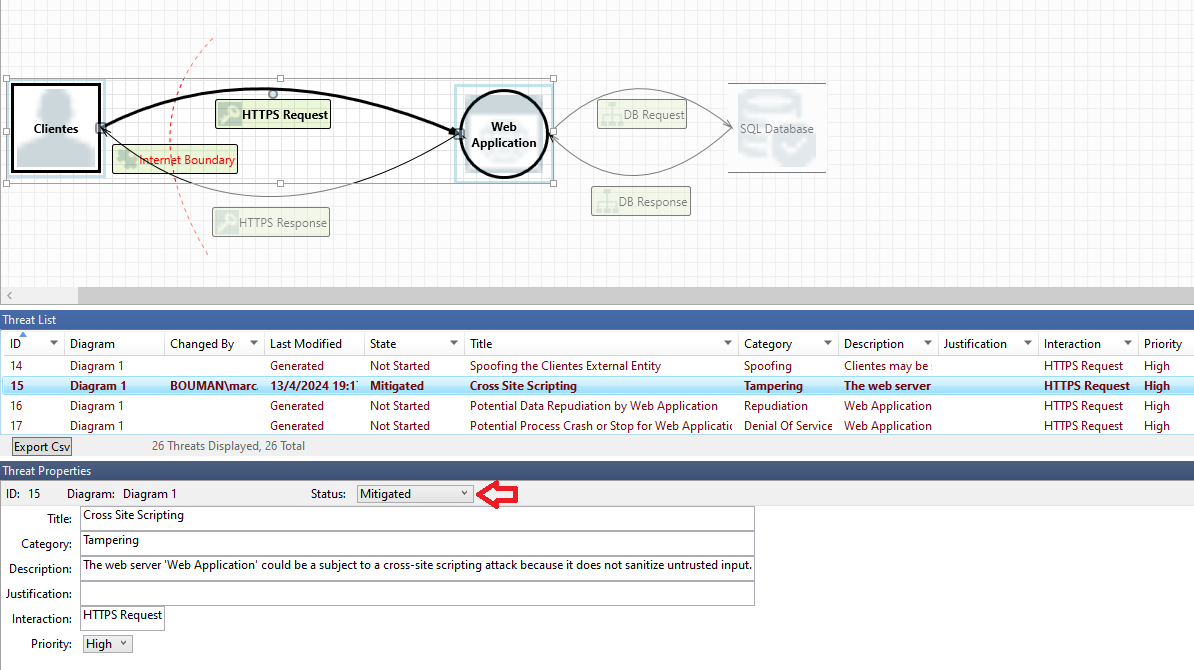 Clientes
HTTPS Request
Internet Boundary
HTTPS Response
Web
Application
DB Request
DB Response
SQL Database
Threat List
ID Diagram Changed By Last Modified State Title Category Description Justification Interaction Priority
14 Diagram 1 Generated Not Started Spoofing the Clientes External Entity Spoofing Clientes may be HTTPS Request High
15 Diagram 1 BOUMAN\marc. 13/4/2024 19:1 Mitigated Cross Site Scripting Tampering The web server HTTPS Request High
16 Diagram 1 Generated Not Started Potential Data Repudiation by Web Application Repudiation Web Application HTTPS Request High
17 Diagram 1 Generated Not Started Potential Process Crash or Stop for Web Applicatic Denial Of Service Web Application HTTPS Request High
Export Csv 26 Threats Displayed, 26 Total
Threat Properties
ID: 15 Diagram: Diagram 1 Status: Mitigated
Title: Cross Site Scripting
Category: Tampering
Description: The web server 'Web Application' could be a subject to a cross-site scripting attack because it does not sanitize untrusted input.
Justification:
Interaction: HTTPS Request
Priority: High